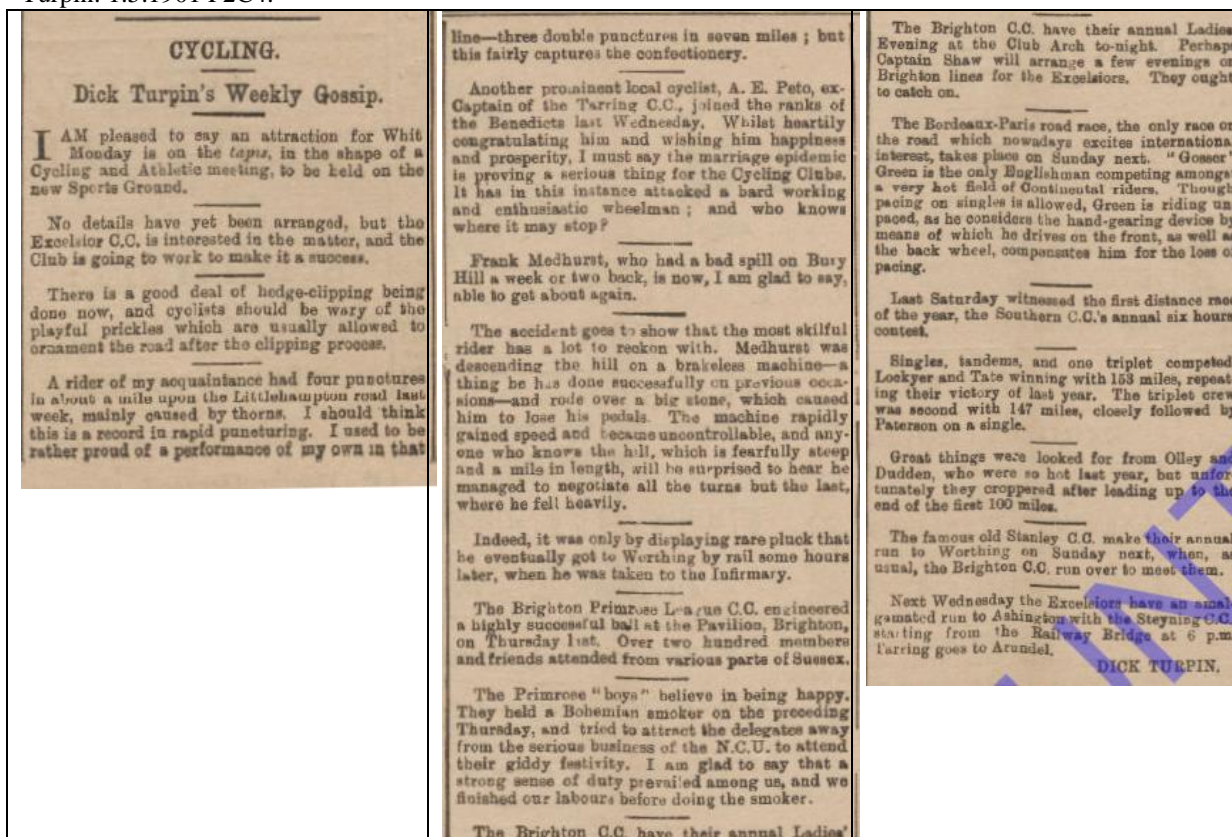 CYCLING.
Dick Turpin's Weekly Gossip.
I AM pleased to say an attraction for Whit
Monday is on the tapis, in the shape of a
Cycling and Athletic meeting, to be held on the
new Sports Ground.
No details have yet been arranged, but the
Excelsior C.C. is interested in the matter, and the
Club is going to work to make it a success.
There is a good deal of hedge-clipping being
done now, and cyclists should be wary of the
playful prickles which are usually allowed to
ornament the road after the clipping process.
A rider of my acquaintance had four punctures
in about a mile upon the Littlehampton road last
week, mainly caused by thorns. I should think
this is a record in rapid puncturing. I used to be
rather proud of a performance of my own in that
line—three double punctures in seven miles ; but
this fairly captures the confectionery.
Another prominent local cyclist, A. E. Peto, ex-
Captain of the Tarring C.C., joined the ranks of
the Benedicts last Wednesday. Whilst heartily
congratulating him and wishing him happiness
and prosperity, I must say the marriage epidemic
is proving a serious thing for the Cycling Clubs.
It has in this instance attacked a hard working
and enthusiastic wheelman ; and who knows
where it may stop?
Frank Medhurst, who had a bad spill on Bury
Hill a week or two back, is now, I am glad to say,
able to get about again.
The accident goes to show that the most skilful
rider has a lot to reckon with. Medhurst was
descending the hill on a brakeless machine—a
thing he has done successfully on previous occa-
sions—and rode over a big stone, which caused
him to lose his pedals. The machine rapidly
gained speed and became uncontrollable, and any-
one who knows the hill, which is fearfully steep
and a mile in length, will be surprised to hear he
managed to negotiate all the turns but the last,
where he fell heavily.
Indeed, it was only by displaying rare pluck that
he eventually got to Worthing by rail some hours
later, when he was taken to the Infirmary.
The Brighton Primrose League C.C. engineered
a highly successful ball at the Pavilion, Brighton,
on Thursday last. Over two hundred members
and friends attended from various parts of Sussex.
The Primrose "boys" believe in being happy.
They held a Bohemian smoker on the preceding
Thursday, and tried to attract the delegates away
from the serious business of the N.C.U. to attend
their giddy festivity. I am glad to say that a
strong sense of duty prevailed among us, and we
finished our labours before doing the smoker.
The Brighton C.C. have their annual Ladies'
The Brighton C.C. have their annual Ladies
Evening at the Club Arch to-night. Perhaps
Captain Shaw will arrange a few evenings on
Brighton lines for the Excelsiors. They ought
to catch on.
The Bordeaux-Paris road race, the only race on
the road which nowadays excites international
interest, takes place on Sunday next. "Gosser"
Green is the only Englishman competing amongst
a very hot field of Continental riders. Though
pacing on singles is allowed, Green is riding un-
paced, as he considers the hand-gearing device by
means of which he drives on the front, as well as
the back wheel, compensates him for the loss of
pacing.
Last Saturday witnessed the first distance race
of the year, the Southern C.C.'s annual six hours
contest.
Singles, tandems, and one triplet competed,
Lockyer and Tate winning with 153 miles, repeat-
ing their victory of last year. The triplet crew
was second with 147 miles, closely followed by
Paterson on a single.
Great things were looked for from Olley and
Dudden, who were so hot last year, but unfor-
tunately they croppered after leading up to the
end of the first 100 miles.
The famous old Stanley C.C. make their annual
run to Worthing on Sunday next, when, as
usual, the Brighton C.C. run over to meet them.
Next Wednesday the Excelsiors have an amal-
gamated run to Ashington with the Steyning C.C.
starting from the Railway Bridge at 6 p.m.
Tarring goes to Arundel.
DICK TURPIN.